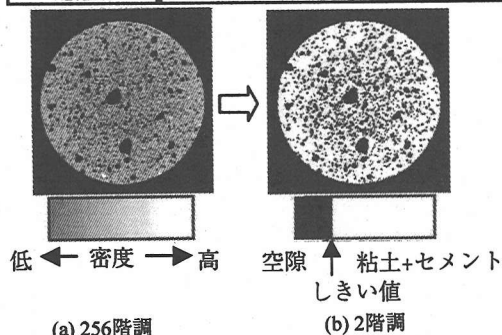 低 ← 密度 → 高
空隙 粘土+セメント
しきい値
(a) 256階調
(b) 2階調